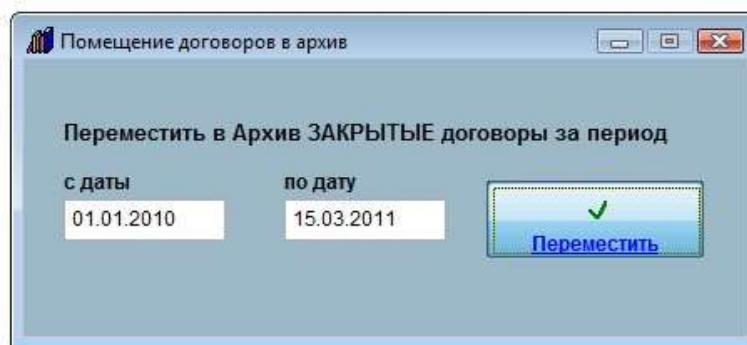 Помещение договоров в архив
Переместить в Архив ЗАКРЫТЫЕ договоры за период
с даты по дату
01.01.2010 15.03.2011
Переместить